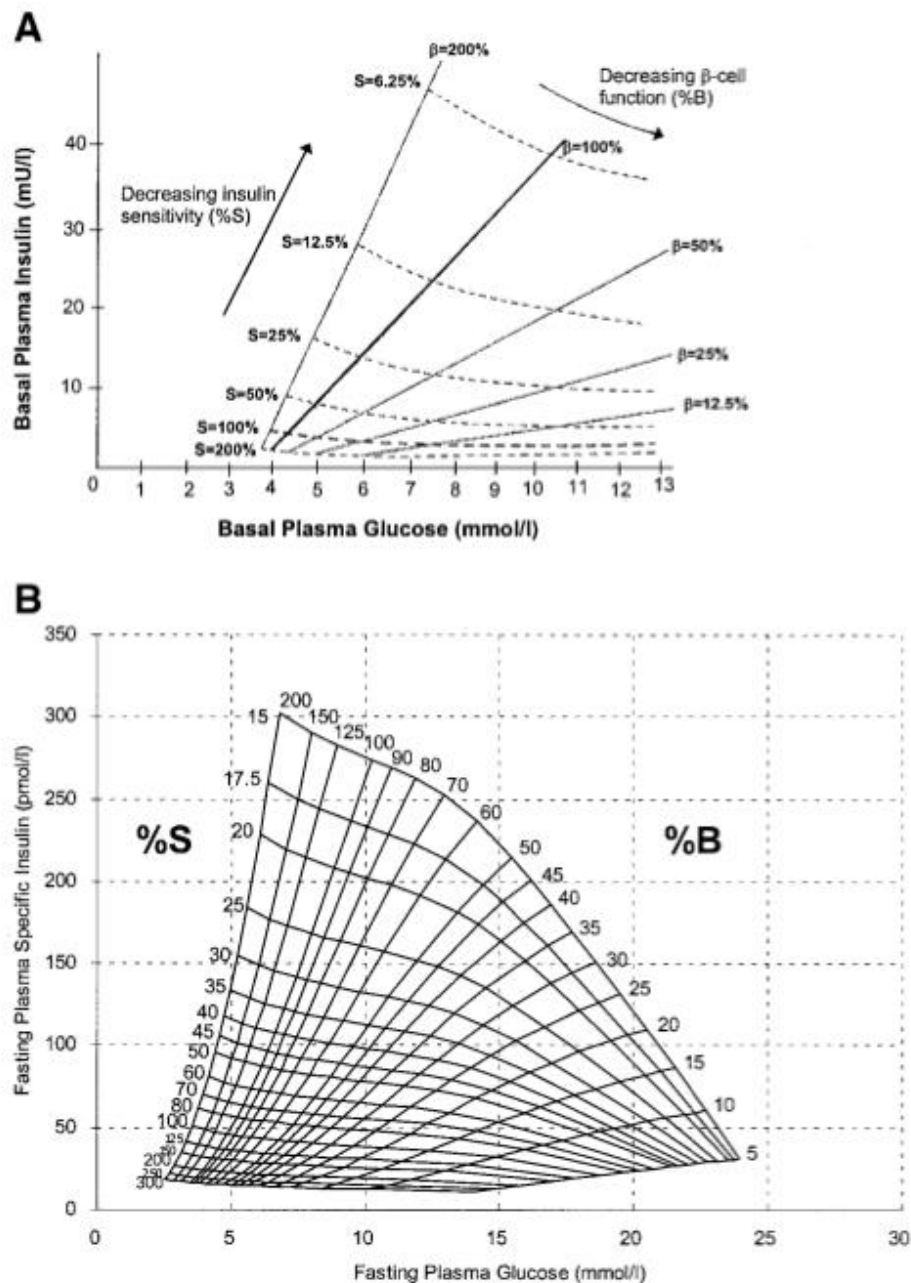 A
β=200%
S=6.25%
Decreasing β-cell
function (%B)
40
β=100%
Decreasing insulin
sensitivity (%S)
30
S=12.5%
β=50%
20
S=25%
β=25%
10
S=50%
β=12.5%
S=100%
S=200%
0 1 2 3 4 5 6 7 8 9 10 11 12 13
Basal Plasma Insulin (mU/l)
Basal Plasma Glucose (mmol/l)
B
350
300
250
200
150
100
50
0
Fasting Plasma Specific Insulin (pmol/l)
%S
15
17.5
20
25
30
35
40
45
50
60
70
80
100
125
200
250
300
%B
200
150
125
100
90
80
70
60
50
45
40
35
30
25
20
15
10
5
0 5 10 15 20 25 30
Fasting Plasma Glucose (mmol/l)